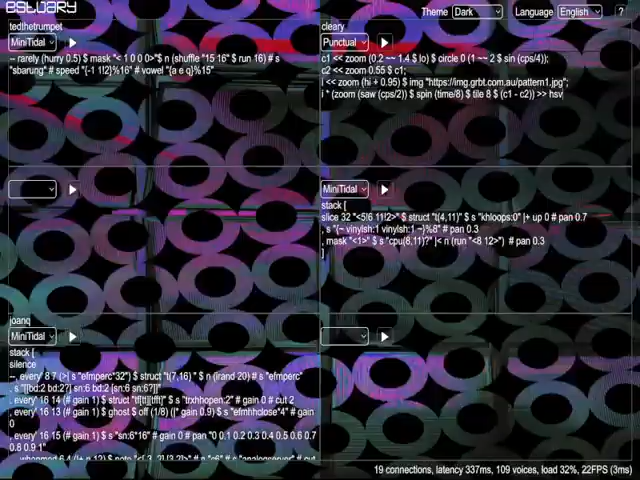 estuary
Theme Dark Language English ?
tedthetrumpet
MiniTidal
-- rarely (hurry 0.5) $ mask "< 1 0 0 0>" $ n (shuffle "15 16" $ run 16) # s
"sbarung" # speed "{-1 1!2}%16" # vowel "{a e q}%15"
cleary
Punctual
c1 << zoom (0.2 ~~ 1.4 $ lo) $ circle 0 (1 ~~ 2 $ sin (cps/4));
c2 << zoom 0.55 $ c1;
i << zoom (hi + 0.95) $ img "https://img.grbt.com.au/pattern1.jpg";
i * (zoom (saw (cps/2)) $ spin (time/8) $ tile 8 $ (c1 - c2)) >> hsv
MiniTidal
stack [
slice 32 "<5!6 11!2>" $ struct "t(4,11)" $ s "khloops:0" |+ up 0 # pan 0.7
, s "{~ vinylsh:1 vinylsh:1 ~}%8" # pan 0.3
, mask "<1>" $ s "cpu(8,11)?" |< n (run "<8 12>") # pan 0.3
]
joanq
MiniTidal
stack [
silence
--, every' 8 7 (>| s "efmperc*32") $ struct "t(7,16)" $ n (irand 20) # s "efmperc"
, s "[[bd:2 bd:2?] sn:6 bd:2 {sn:6 sn:6?]]"
, every' 16 14 (# gain 1) $ struct "tf[tt][tfft]" $ s "trxhhopen:2" # gain 0 # cut 2
, every' 16 13 (# gain 1) $ ghost $ off (1/8) (|* gain 0.9) $ s "efmhhclose*4" # gain
0
, every' 16 15 (# gain 1) $ s "sn:6*16" # gain 0 # pan "0 0.1 0.2 0.3 0.4 0.5 0.6 0.7
0.8 0.9 1"
19 connections, latency 337ms, 109 voices, load 32%, 22FPS (3ms)